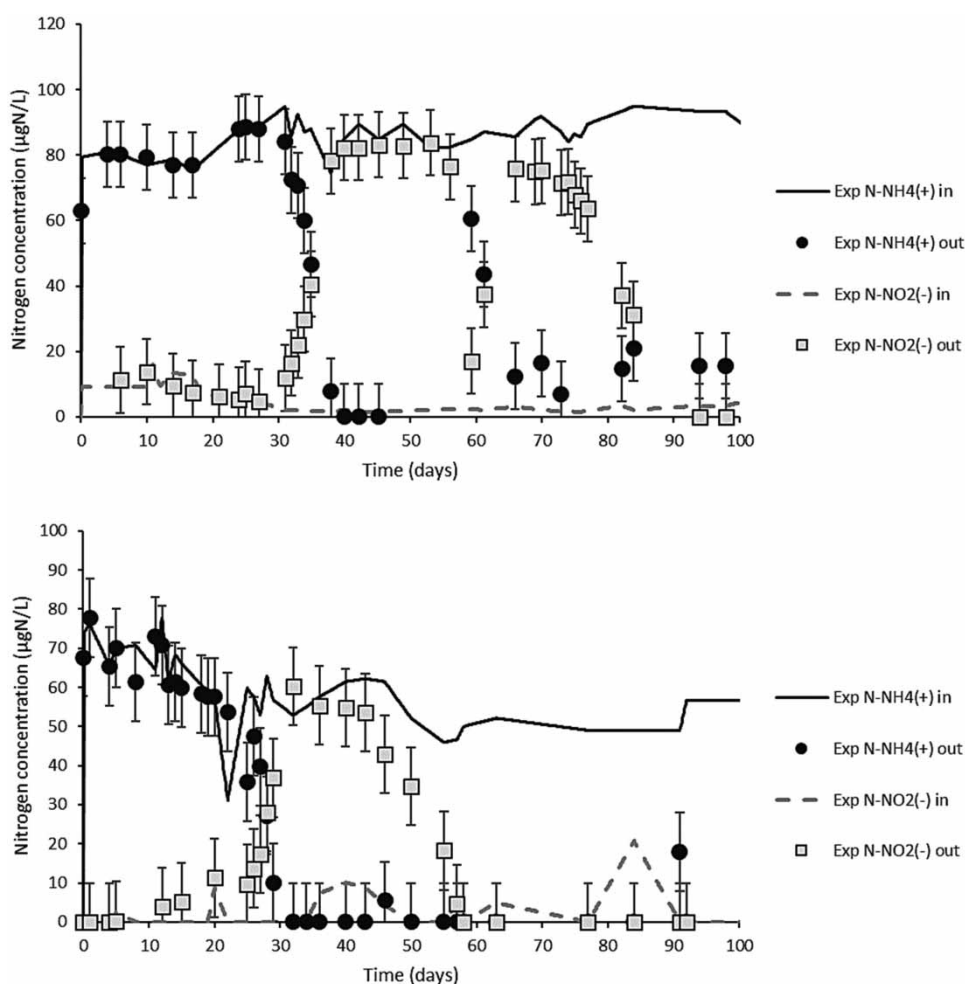 120
100
80
60
40
20
0
Nitrogen concentration (µgN/L)
0 10 20 30 40 50 60 70 80 90 100
Time (days)
Exp N-NH4(+) in
Exp N-NH4(+) out
Exp N-NO2(-) in
Exp N-NO2(-) out
100
90
80
70
60
50
40
30
20
10
0
Nitrogen concentration (µgN/L)
0 10 20 30 40 50 60 70 80 90 100
Time (days)
Exp N-NH4(+) in
Exp N-NH4(+) out
Exp N-NO2(-) in
Exp N-NO2(-) out